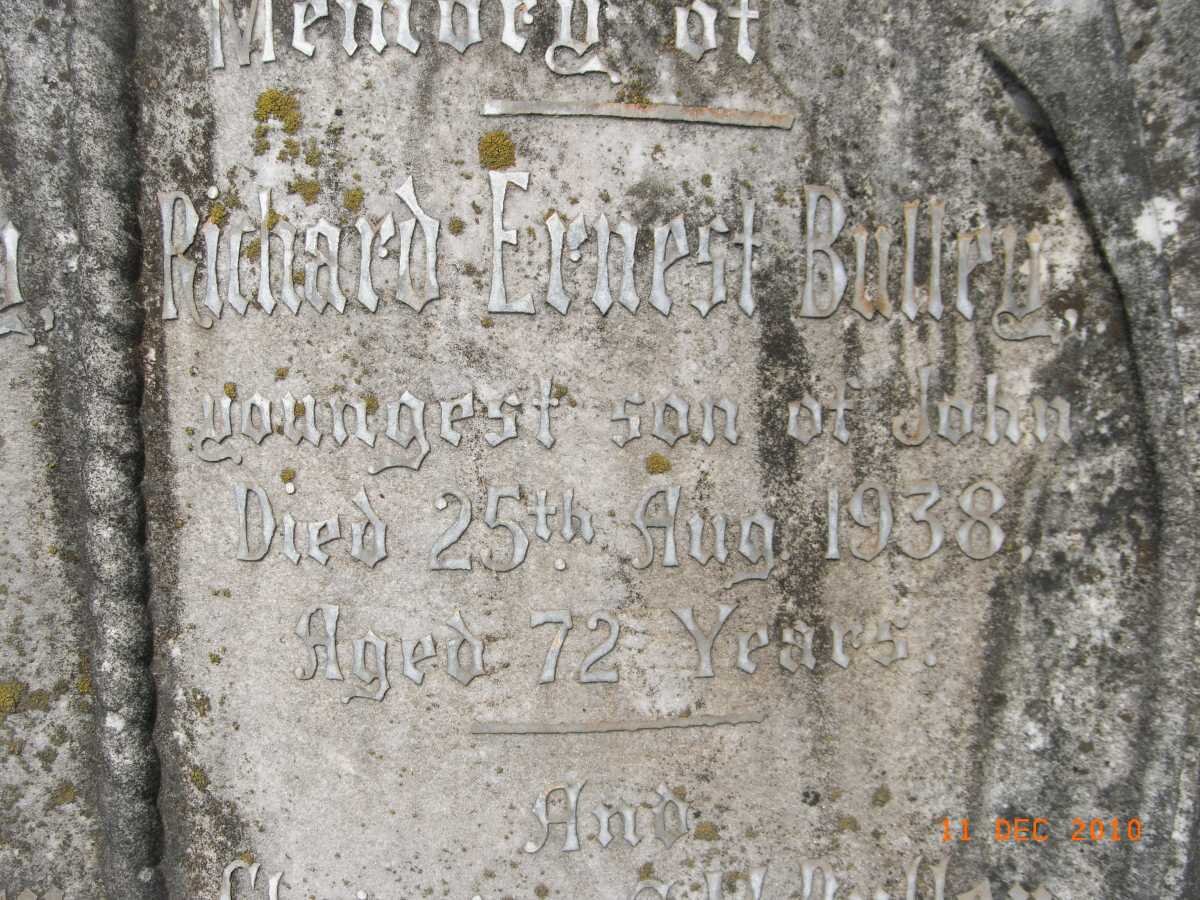 Memory of
Richard Ernest Bulley,
youngest son of John
Died 25th Aug 1938
Aged 72 Years.
And
11 DEC 2010